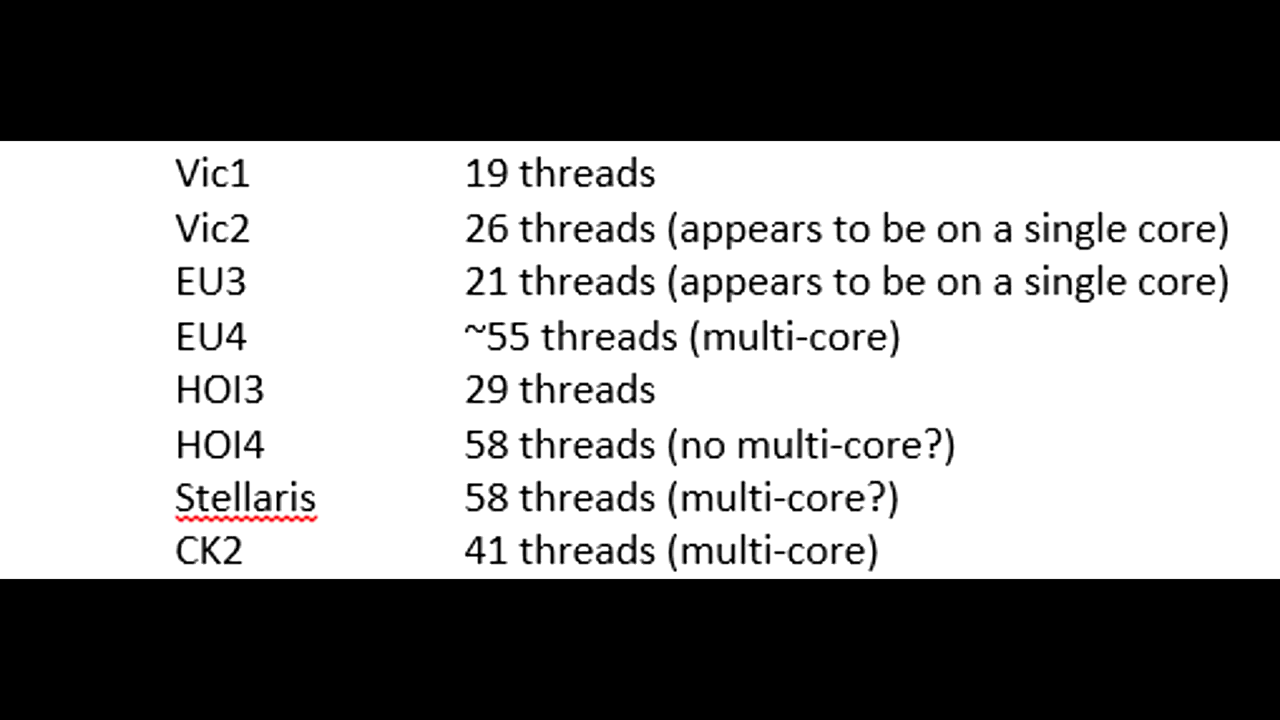 Vic1 19 threads
Vic2 26 threads (appears to be on a single core)
EU3 21 threads (appears to be on a single core)
EU4 ~55 threads (multi-core)
HOI3 29 threads
HOI4 58 threads (no multi-core?)
Stellaris 58 threads (multi-core?)
CK2 41 threads (multi-core)